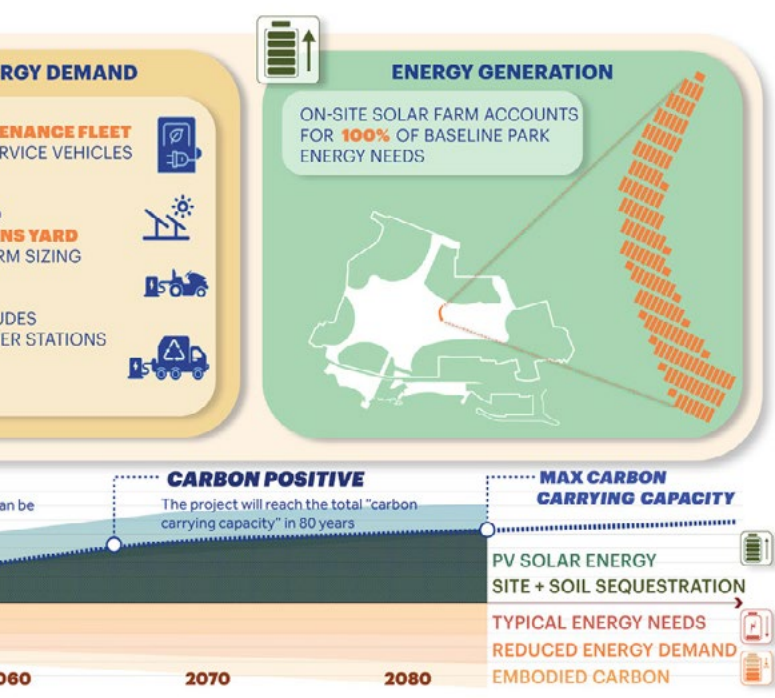 RGY DEMAND
ENANCE FLEET
RVICE VEHICLES
NS YARD
RM SIZING
UDES
ER STATIONS
ENERGY GENERATION
ON-SITE SOLAR FARM ACCOUNTS
FOR 100% OF BASELINE PARK
ENERGY NEEDS
an be
CARBON POSITIVE
The project will reach the total "carbon
carrying capacity" in 80 years
MAX CARBON
CARRYING CAPACITY
PV SOLAR ENERGY
SITE + SOIL SEQUESTRATION
TYPICAL ENERGY NEEDS
REDUCED ENERGY DEMAND
EMBODIED CARBON
060
2070
2080